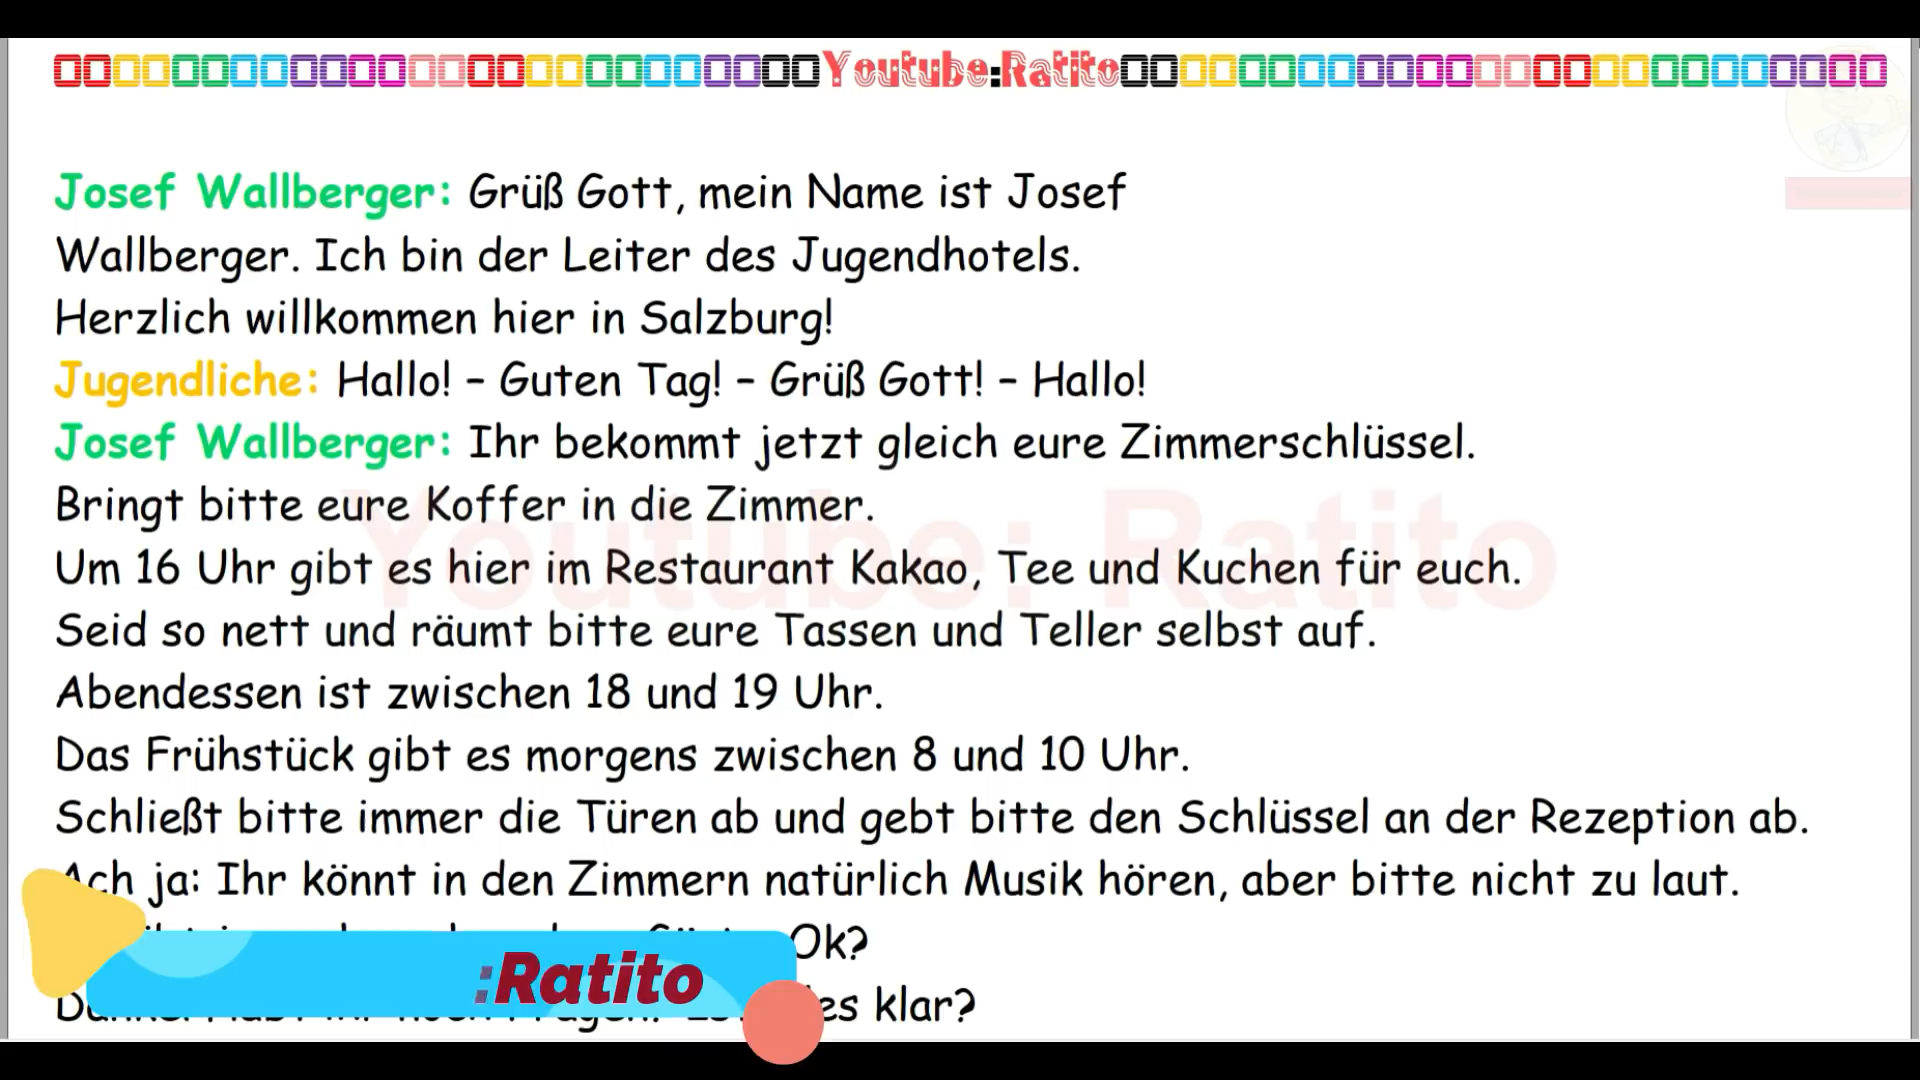 Youtube:Ratito
Josef Wallberger: Grüß Gott, mein Name ist Josef
Wallberger. Ich bin der Leiter des Jugendhotels.
Herzlich willkommen hier in Salzburg!
Jugendliche: Hallo! – Guten Tag! – Grüß Gott! – Hallo!
Josef Wallberger: Ihr bekommt jetzt gleich eure Zimmerschlüssel.
Bringt bitte eure Koffer in die Zimmer.
Youtube: Ratito
Um 16 Uhr gibt es hier im Restaurant Kakao, Tee und Kuchen für euch.
Seid so nett und räumt bitte eure Tassen und Teller selbst auf.
Abendessen ist zwischen 18 und 19 Uhr.
Das Frühstück gibt es morgens zwischen 8 und 10 Uhr.
Schließt bitte immer die Türen ab und gebt bitte den Schlüssel an der Rezeption ab.
Ach ja: Ihr könnt in den Zimmern natürlich Musik hören, aber bitte nicht zu laut.
Ok?
:Ratito
klar?